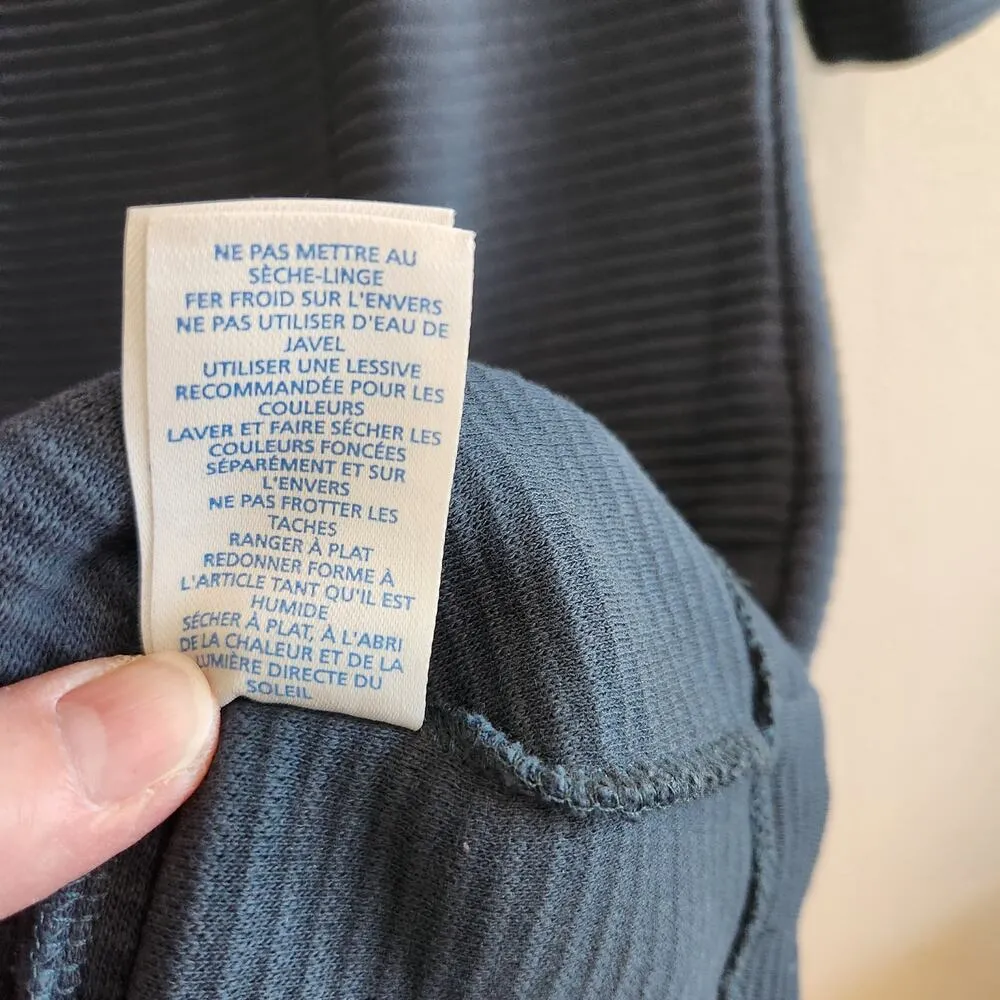 NE PAS METTRE AU
SÈCHE-LINGE
FER FROID SUR L'ENVERS
NE PAS UTILISER D'EAU DE
JAVEL
UTILISER UNE LESSIVE
RECOMMANDÉE POUR LES
COULEURS
LAVER ET FAIRE SÉCHER LES
COULEURS FONCÉES
SÉPARÉMENT ET SUR
L'ENVERS
NE PAS FROTTER LES
TACHES
RANGER À PLAT
REDONNER FORME À
L'ARTICLE TANT QU'IL EST
HUMIDE
SÉCHER À PLAT, À L'ABRI
DE LA CHALEUR ET DE LA
LUMIÈRE DIRECTE DU
SOLEIL